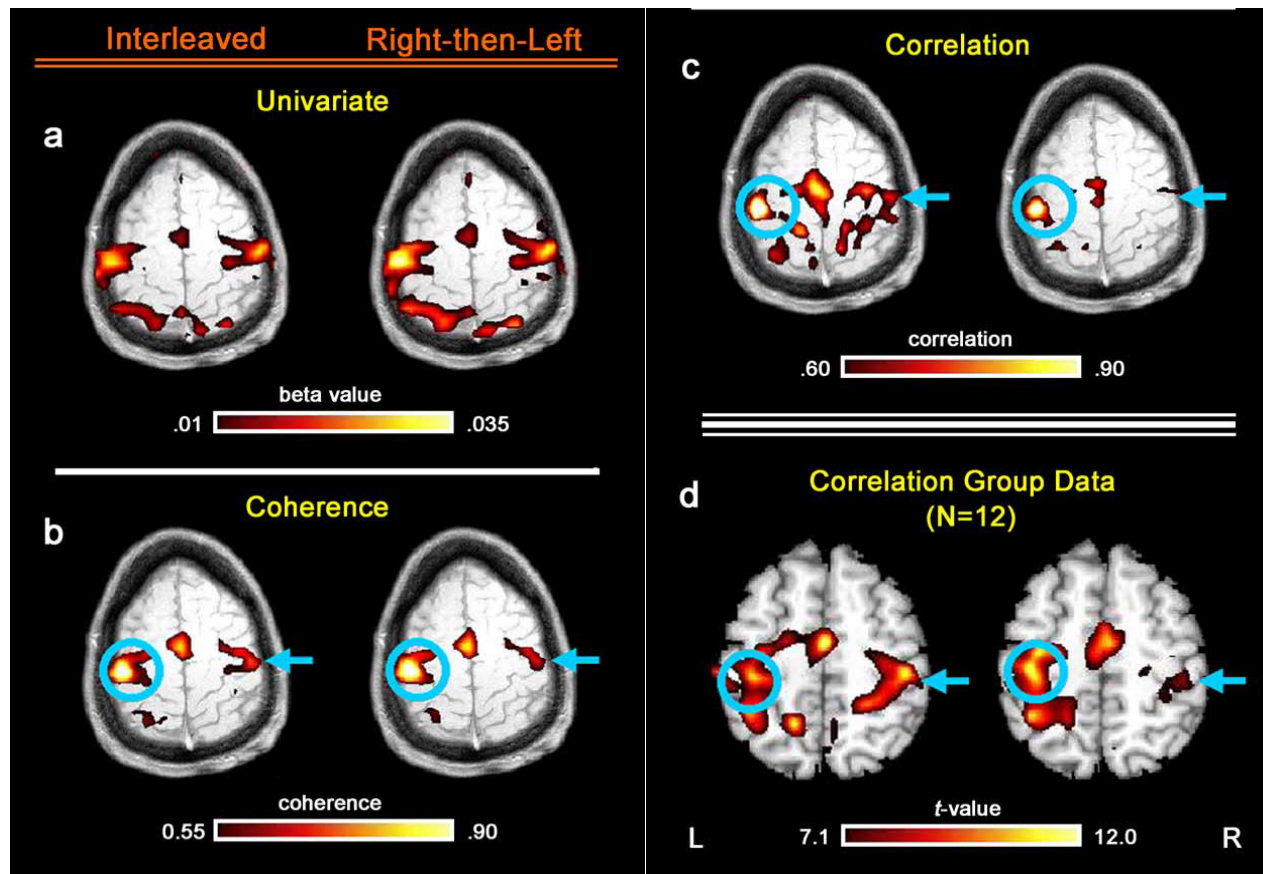 Interleaved Right-then-Left
Univariate
a
beta value
.01 .035
Coherence
b
coherence
0.55 .90
Correlation
c
correlation
.60 .90
Correlation Group Data
(N=12)
d
t-value
L 7.1 12.0 R